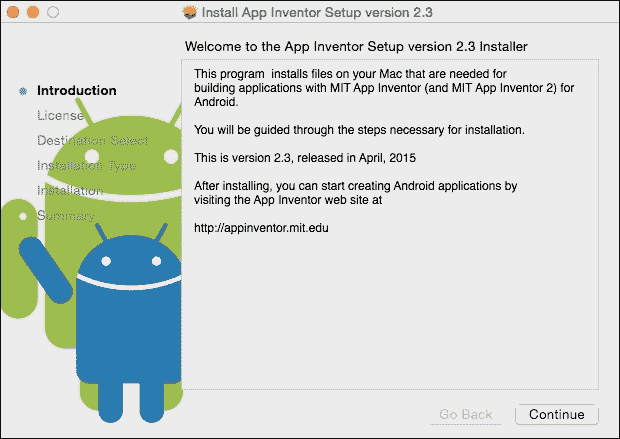 Install App Inventor Setup version 2.3
Welcome to the App Inventor Setup version 2.3 Installer
Introduction
License
Destination Select
Installation Type
Installation
Summary
This program installs files on your Mac that are needed for
building applications with MIT App Inventor (and MIT App Inventor 2) for
Android.
You will be guided through the steps necessary for installation.
This is version 2.3, released in April, 2015
After installing, you can start creating Android applications by
visiting the App Inventor web site at
http://appinventor.mit.edu
Go Back
Continue